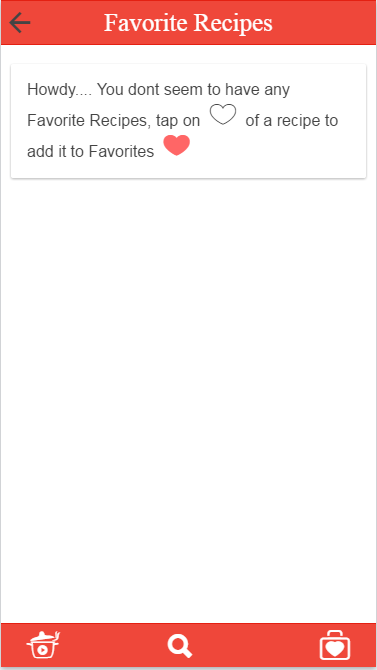 Favorite Recipes
Howdy.... You dont seem to have any
Favorite Recipes, tap on of a recipe to
add it to Favorites